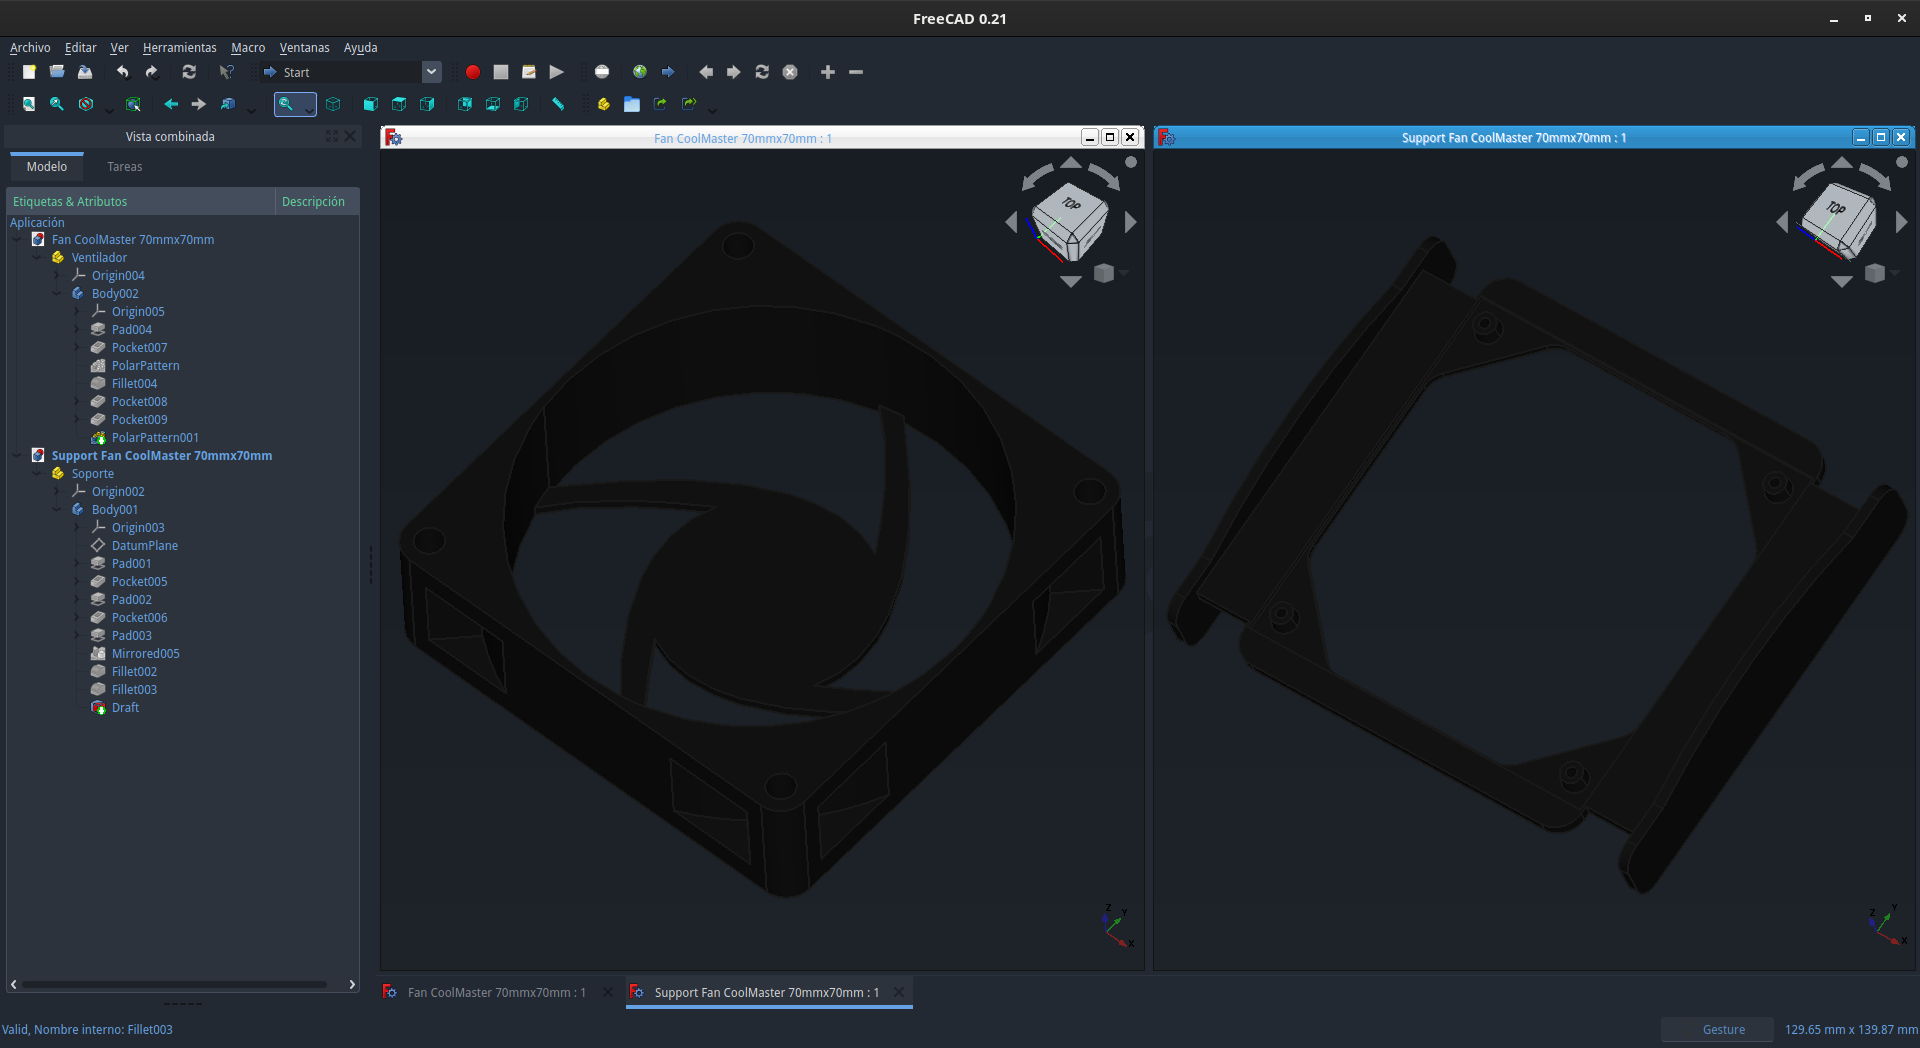 FreeCAD 0.21
Archivo Editar Ver Herramientas Macro Ventanas Ayuda
Start
Vista combinada
Modelo Tareas
Etiquetas & Atributos Descripción
Aplicación
Fan CoolMaster 70mmx70mm
Ventilador
Origin004
Body002
Origin005
Pad004
Pocket007
PolarPattern
Fillet004
Pocket008
Pocket009
PolarPattern001
Support Fan CoolMaster 70mmx70mm
Soporte
Origin002
Body001
Origin003
DatumPlane
Pad001
Pocket005
Pad002
Pocket006
Pad003
Mirrored005
Fillet002
Fillet003
Draft
Fan CoolMaster 70mmx70mm : 1
TOP
Z Y X
Support Fan CoolMaster 70mmx70mm : 1
TOP
Z Y X
Fan CoolMaster 70mmx70mm : 1 Support Fan CoolMaster 70mmx70mm : 1
Valid, Nombre interno: Fillet003 Gesture 129.65 mm x 139.87 mm